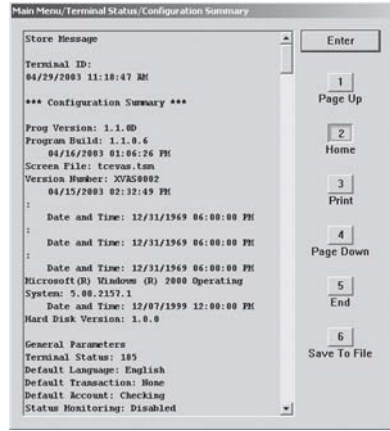 Main Menu/Terminal Status/Configuration Summary
Store Message
Terminal ID:
04/29/2003 11:18:47 AM
*** Configuration Summary ***
Prog Version: 1.1.0D
Program Build: 1.1.0.6
04/16/2003 01:06:26 PM
Screen File: tcevas.tsm
Version Number: XVAS0002
04/15/2003 02:32:49 PM
:
Date and Time: 12/31/1969 06:00:00 PM
:
Date and Time: 12/31/1969 06:00:00 PM
:
Date and Time: 12/31/1969 06:00:00 PM
Microsoft(R) Windows (R) 2000 Operating
System: 5.00.2157.1
Date and Time: 12/07/1999 12:00:00 PM
Hard Disk Version: 1.0.0
General Parameters
Terminal Status: 185
Default Language: English
Default Transaction: None
Default Account: Checking
Status Monitoring: Disabled
Enter
1
Page Up
2
Home
3
Print
4
Page Down
5
End
6
Save To File